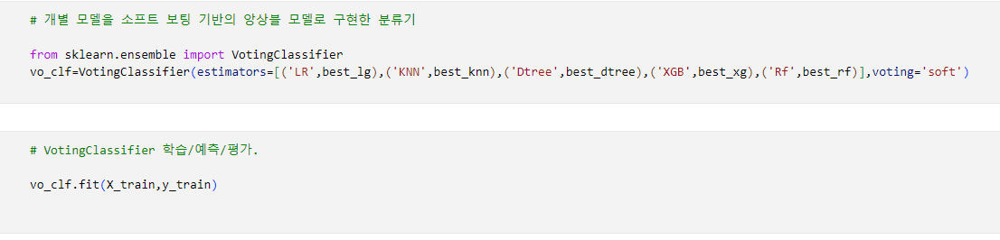 # 개별 모델을 소프트 보팅 기반의 앙상블 모델로 구현한 분류기
from sklearn.ensemble import VotingClassifier
vo_clf=VotingClassifier(estimators=[('LR',best_lg),('KNN',best_knn),('Dtree',best_dtree),('XGB',best_xg),('Rf',best_rf)],voting='soft')
# VotingClassifier 학습/예측/평가.
vo_clf.fit(X_train,y_train)